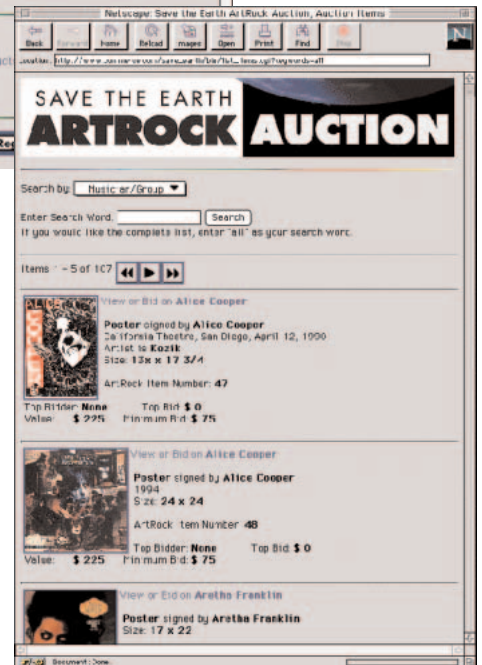 Netscape: Save the Earth ArtRock Auction, Auction Items
Back Forward Home Reload Images Open Print Find Stop
N
Location:
SAVE THE EARTH
ARTROCK AUCTION
Search by: Musician/Group
Enter Search Word: Search
If you would like the complete list, enter "all" as your search word.
Items 1 - 5 of 107
View or Bid on Alice Cooper
Poster signed by Alice Cooper
California Theatre, San Diego, April 12, 1990
Artist is Kozik
Size: 13x x 17 3/4
ArtRock Item Number: 47
Top Bidder: None Top Bid: $ 0
Value: $ 225 Minimum Bid: $ 75
View or Bid on Alice Cooper
Poster signed by Alice Cooper
1994
Size: 24 x 24
ArtRock Item Number: 48
Top Bidder: None Top Bid: $ 0
Value: $ 225 Minimum Bid: $ 75
View or Bid on Aretha Franklin
Poster signed by Aretha Franklin
Size: 17 x 22
Document: Done.